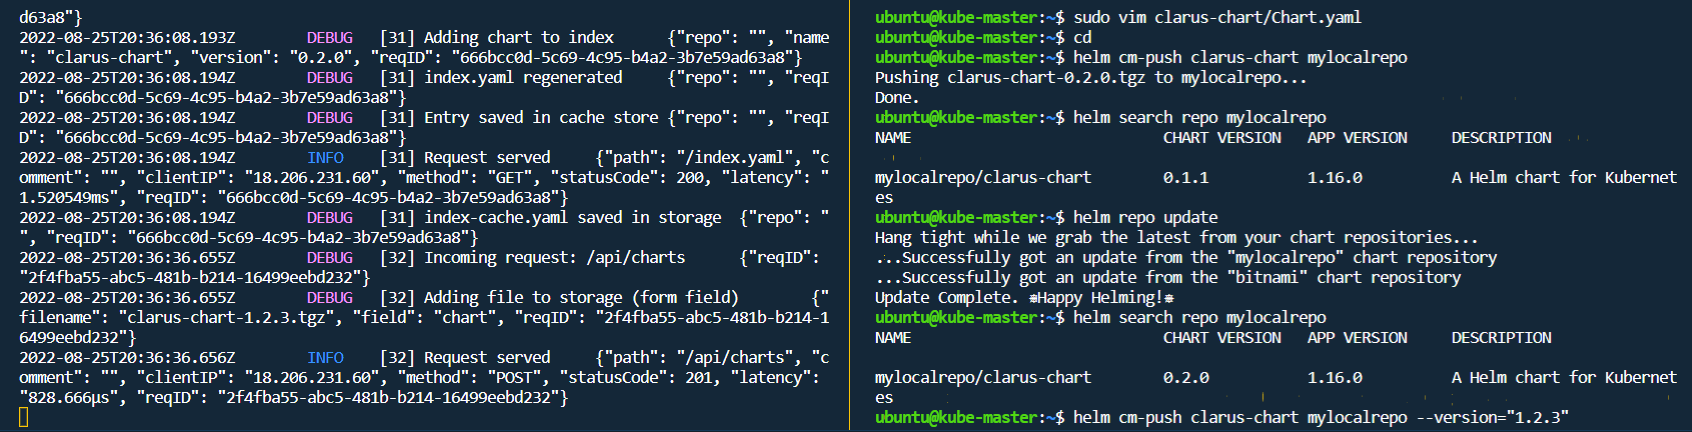 d63a8"}
2022-08-25T20:36:08.193Z DEBUG [31] Adding chart to index {"repo": "", "name
": "clarus-chart", "version": "0.2.0", "reqID": "666bcc0d-5c69-4c95-b4a2-3b7e59ad63a8"}
2022-08-25T20:36:08.194Z DEBUG [31] index.yaml regenerated {"repo": "", "reqI
D": "666bcc0d-5c69-4c95-b4a2-3b7e59ad63a8"}
2022-08-25T20:36:08.194Z DEBUG [31] Entry saved in cache store {"repo": "", "reqI
D": "666bcc0d-5c69-4c95-b4a2-3b7e59ad63a8"}
2022-08-25T20:36:08.194Z INFO [31] Request served {"path": "/index.yaml", "c
omment": "", "clientIP": "18.206.231.60", "method": "GET", "statusCode": 200, "latency": "
1.520549ms", "reqID": "666bcc0d-5c69-4c95-b4a2-3b7e59ad63a8"}
2022-08-25T20:36:08.194Z DEBUG [31] index-cache.yaml saved in storage {"repo": "
", "reqID": "666bcc0d-5c69-4c95-b4a2-3b7e59ad63a8"}
2022-08-25T20:36:36.655Z DEBUG [32] Incoming request: /api/charts {"reqID":
"2f4fba55-abc5-481b-b214-16499eebd232"}
2022-08-25T20:36:36.655Z DEBUG [32] Adding file to storage (form field) {"
filename": "clarus-chart-1.2.3.tgz", "field": "chart", "reqID": "2f4fba55-abc5-481b-b214-1
6499eebd232"}
2022-08-25T20:36:36.656Z INFO [32] Request served {"path": "/api/charts", "c
omment": "", "clientIP": "18.206.231.60", "method": "POST", "statusCode": 201, "latency":
"828.666µs", "reqID": "2f4fba55-abc5-481b-b214-16499eebd232"}
ubuntu@kube-master:~$ sudo vim clarus-chart/Chart.yaml
ubuntu@kube-master:~$ cd
ubuntu@kube-master:~$ helm cm-push clarus-chart mylocalrepo
Pushing clarus-chart-0.2.0.tgz to mylocalrepo...
Done.
ubuntu@kube-master:~$ helm search repo mylocalrepo
NAME CHART VERSION APP VERSION DESCRIPTION
mylocalrepo/clarus-chart 0.1.1 1.16.0 A Helm chart for Kubernet
es
ubuntu@kube-master:~$ helm repo update
Hang tight while we grab the latest from your chart repositories...
...Successfully got an update from the "mylocalrepo" chart repository
...Successfully got an update from the "bitnami" chart repository
Update Complete. ⎈Happy Helming!⎈
ubuntu@kube-master:~$ helm search repo mylocalrepo
NAME CHART VERSION APP VERSION DESCRIPTION
mylocalrepo/clarus-chart 0.2.0 1.16.0 A Helm chart for Kubernet
es
ubuntu@kube-master:~$ helm cm-push clarus-chart mylocalrepo --version="1.2.3"